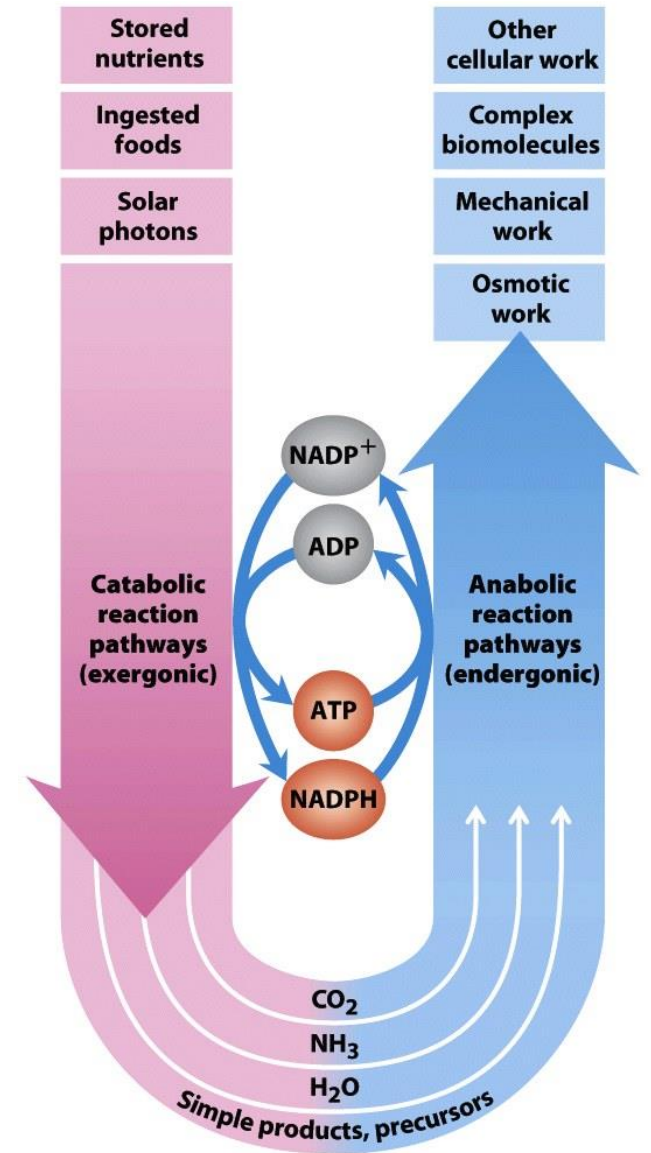 Stored
nutrients
Ingested
foods
Solar
photons
Other
cellular work
Complex
biomolecules
Mechanical
work
Osmotic
work
NADP+
ADP
Catabolic
reaction
pathways
(exergonic)
ATP
NADPH
Anabolic
reaction
pathways
(endergonic)
CO2
NH3
H2O
Simple products, precursors